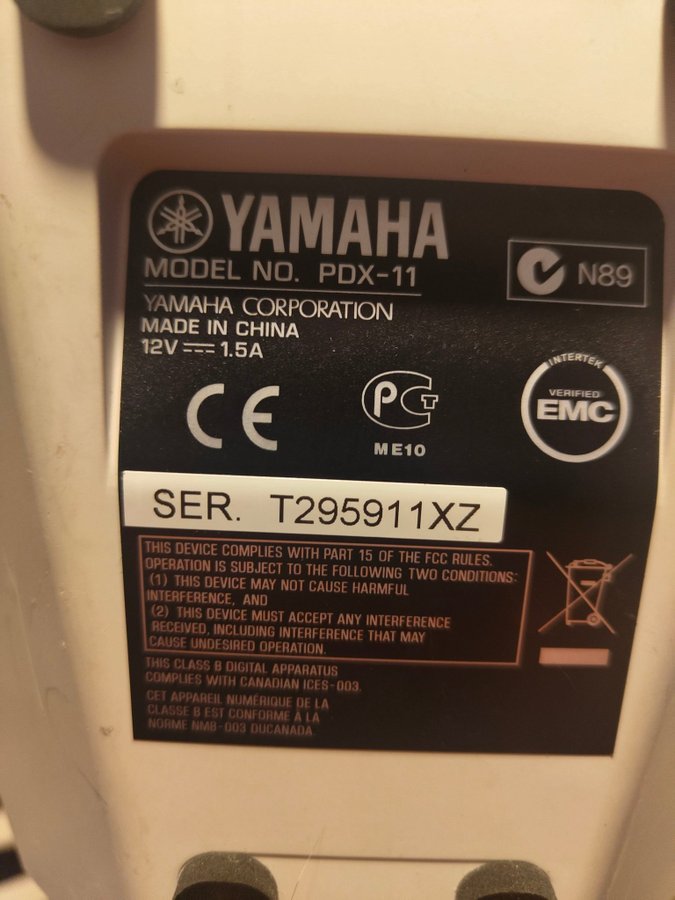 YAMAHA
MODEL NO. PDX-11
N89
YAMAHA CORPORATION
MADE IN CHINA
12V ⎓ 1.5A
CE
PCT
ME10
INTERTEK
VERIFIED
EMC
SER. T295911XZ
THIS DEVICE COMPLIES WITH PART 15 OF THE FCC RULES.
OPERATION IS SUBJECT TO THE FOLLOWING TWO CONDITIONS:
(1) THIS DEVICE MAY NOT CAUSE HARMFUL
INTERFERENCE, AND
(2) THIS DEVICE MUST ACCEPT ANY INTERFERENCE
RECEIVED, INCLUDING INTERFERENCE THAT MAY
CAUSE UNDESIRED OPERATION.
THIS CLASS B DIGITAL APPARATUS
COMPLIES WITH CANADIAN ICES-003.
CET APPAREIL NUMÉRIQUE DE LA
CLASSE B EST CONFORME À LA
NORME NMB-003 DUCANADA.